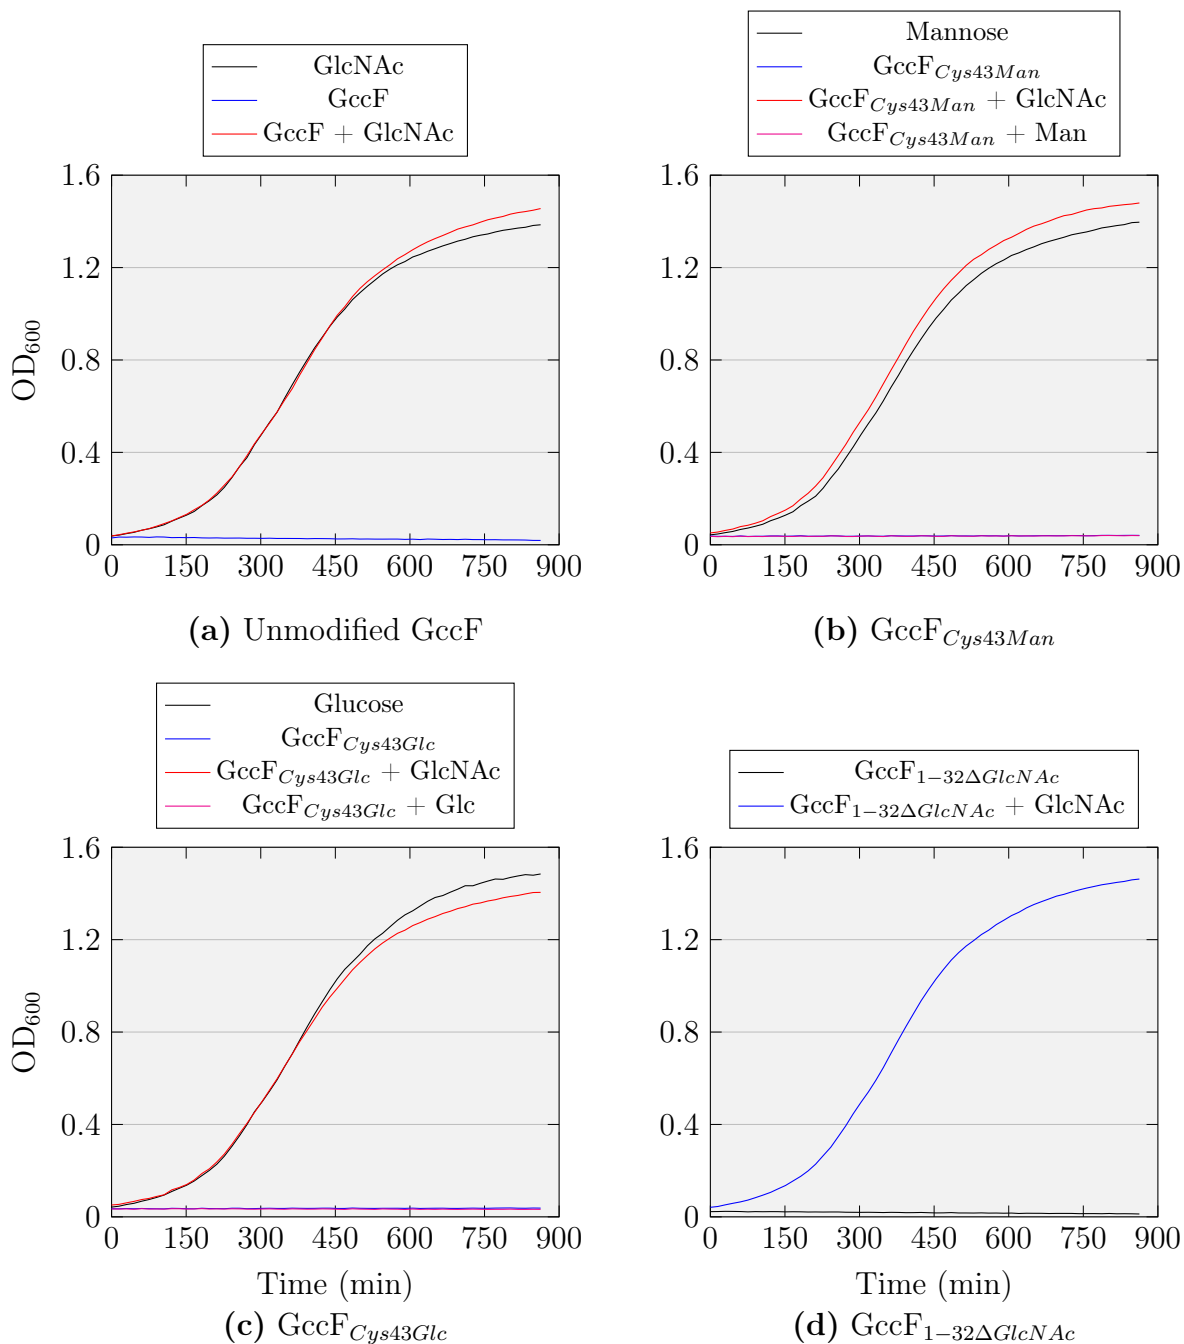 GlcNAc
GccF
GccF + GlcNAc
1.6
1.2
0.8
0.4
0
OD600
0 150 300 450 600 750 900
(a) Unmodified GccF
Mannose
GccFCys43Man
GccFCys43Man + GlcNAc
GccFCys43Man + Man
1.6
1.2
0.8
0.4
0
0 150 300 450 600 750 900
(b) GccFCys43Man
Glucose
GccFCys43Glc
GccFCys43Glc + GlcNAc
GccFCys43Glc + Glc
1.6
1.2
0.8
0.4
0
OD600
0 150 300 450 600 750 900
Time (min)
(c) GccFCys43Glc
GccF1−32ΔGlcNAc
GccF1−32ΔGlcNAc + GlcNAc
1.6
1.2
0.8
0.4
0
0 150 300 450 600 750 900
Time (min)
(d) GccF1−32ΔGlcNAc